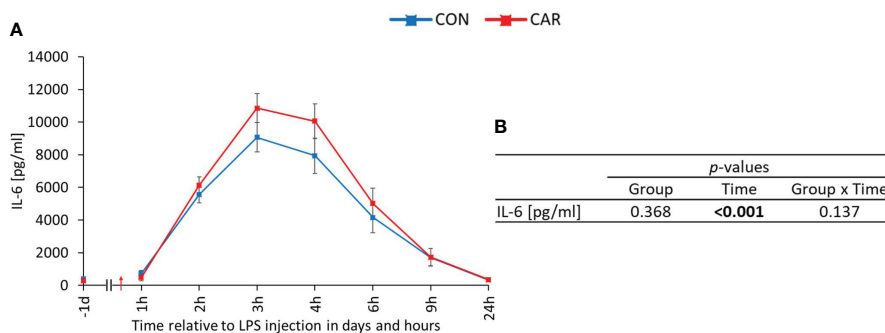 CON CAR
A
14000
12000
10000
8000
6000
4000
2000
0
IL-6 [pg/ml]
-1d 1h 2h 3h 4h 6h 9h 24h
Time relative to LPS injection in days and hours
B
p-values
Group Time Group x Time
IL-6 [pg/ml] 0.368 <0.001 0.137